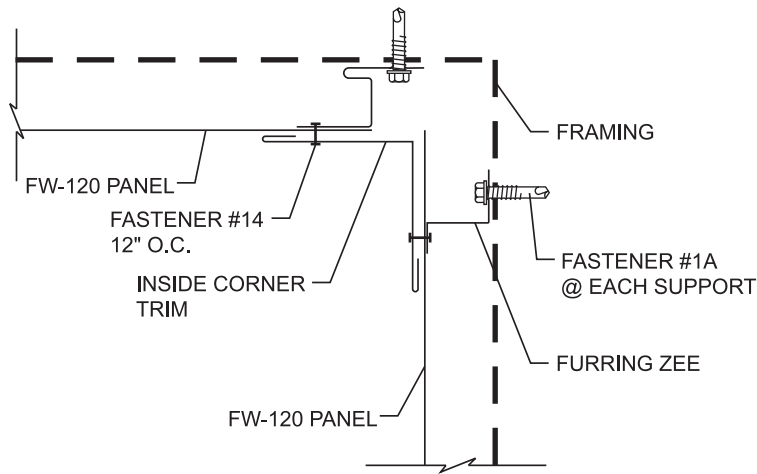 FRAMING
FW-120 PANEL
FASTENER #14
12" O.C.
INSIDE CORNER
TRIM
FASTENER #1A
@ EACH SUPPORT
FURRING ZEE
FW-120 PANEL